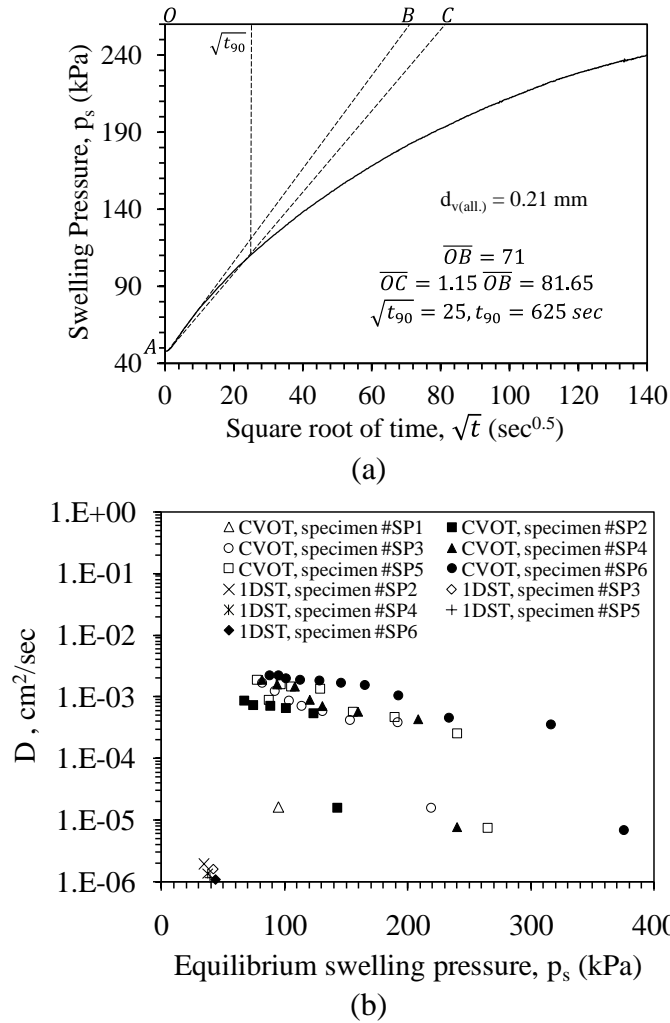 O B C
√t₉₀
240
190
140
90
40
A
Swelling Pressure, pₛ (kPa)
d_v(all.) = 0.21 mm
OB = 71
OC = 1.15 OB = 81.65
√t₉₀ = 25, t₉₀ = 625 sec
0 20 40 60 80 100 120 140
Square root of time, √t (sec^0.5)
(a)
1.E+00
1.E-01
1.E-02
1.E-03
1.E-04
1.E-05
1.E-06
D , cm²/sec
CVOT, specimen #SP1 CVOT, specimen #SP2
CVOT, specimen #SP3 CVOT, specimen #SP4
CVOT, specimen #SP5 CVOT, specimen #SP6
1DST, specimen #SP2 1DST, specimen #SP3
1DST, specimen #SP4 1DST, specimen #SP5
1DST, specimen #SP6
0 100 200 300 400
Equilibrium swelling pressure, pₛ (kPa)
(b)